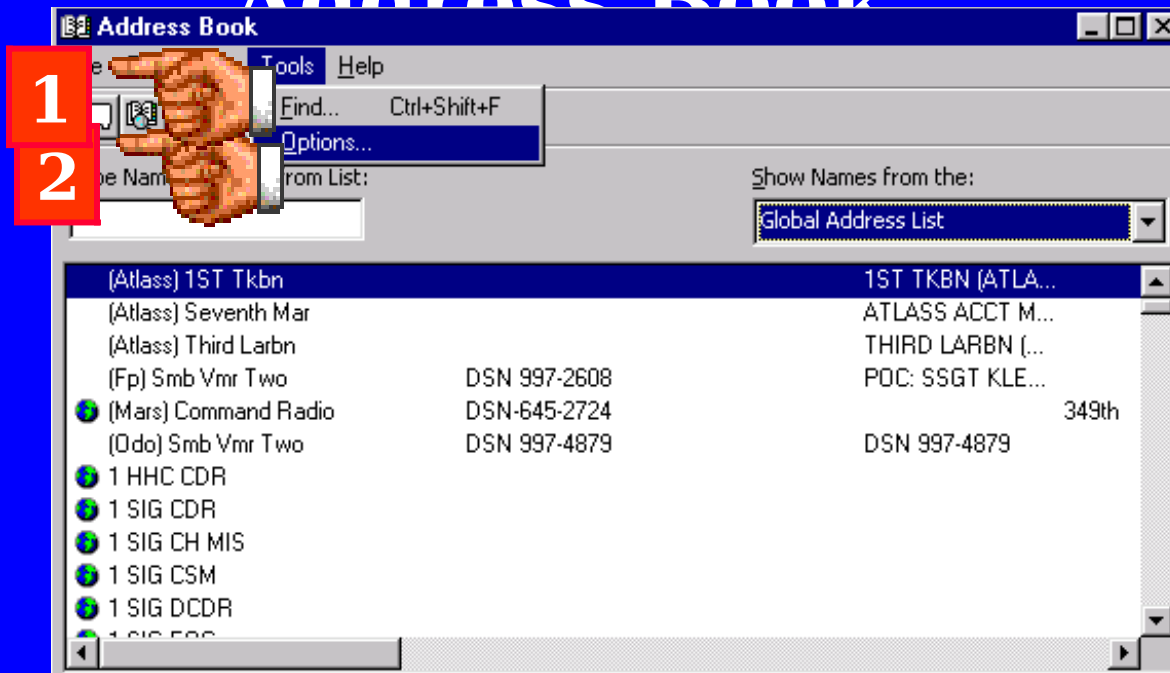 Address Book
Address Book
Tools Help
1
Find... Ctrl+Shift+F
Options...
2
rom List:
Show Names from the:
Global Address List
(Atlass) 1ST Tkbn 1ST TKBN (ATLA...
(Atlass) Seventh Mar ATLASS ACCT M...
(Atlass) Third Larbn THIRD LARBN (...
(Fp) Smb Vmr Two DSN 997-2608 POC: SSGT KLE...
(Mars) Command Radio DSN-645-2724 349th
(Odo) Smb Vmr Two DSN 997-4879 DSN 997-4879
1 HHC CDR
1 SIG CDR
1 SIG CH MIS
1 SIG CSM
1 SIG DCDR